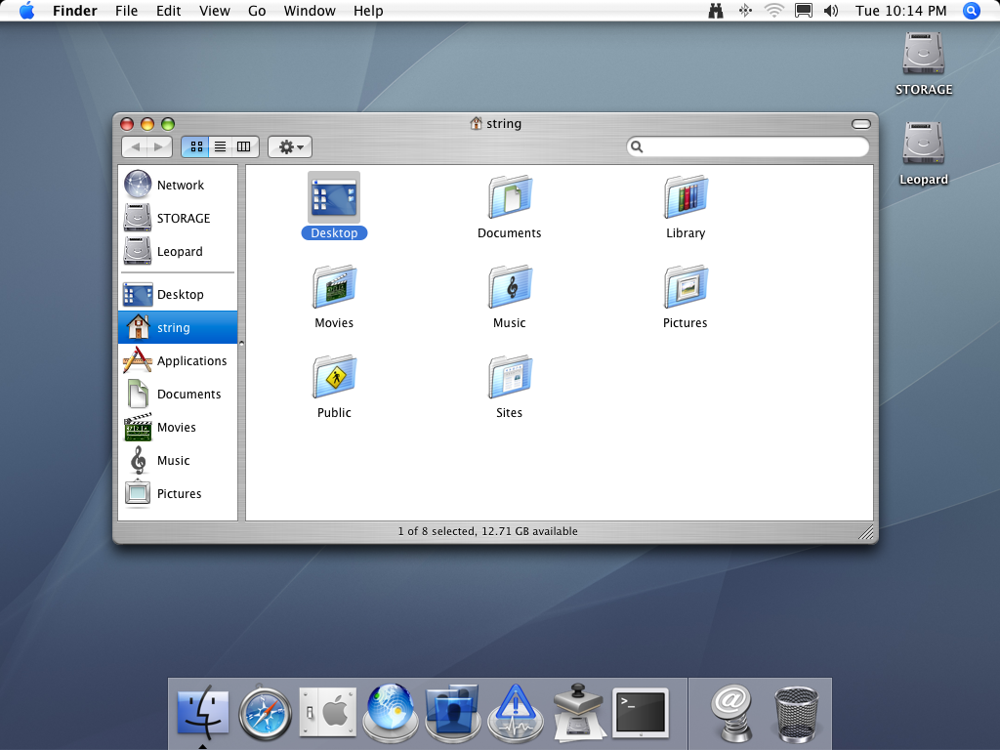 Finder File Edit View Go Window Help Tue 10:14 PM
STORAGE
Leopard
string
Network
STORAGE
Leopard
Desktop
string
Applications
Documents
Movies
Music
Pictures
Desktop Documents Library
Movies Music Pictures
Public Sites
1 of 8 selected, 12.71 GB available
>_
@